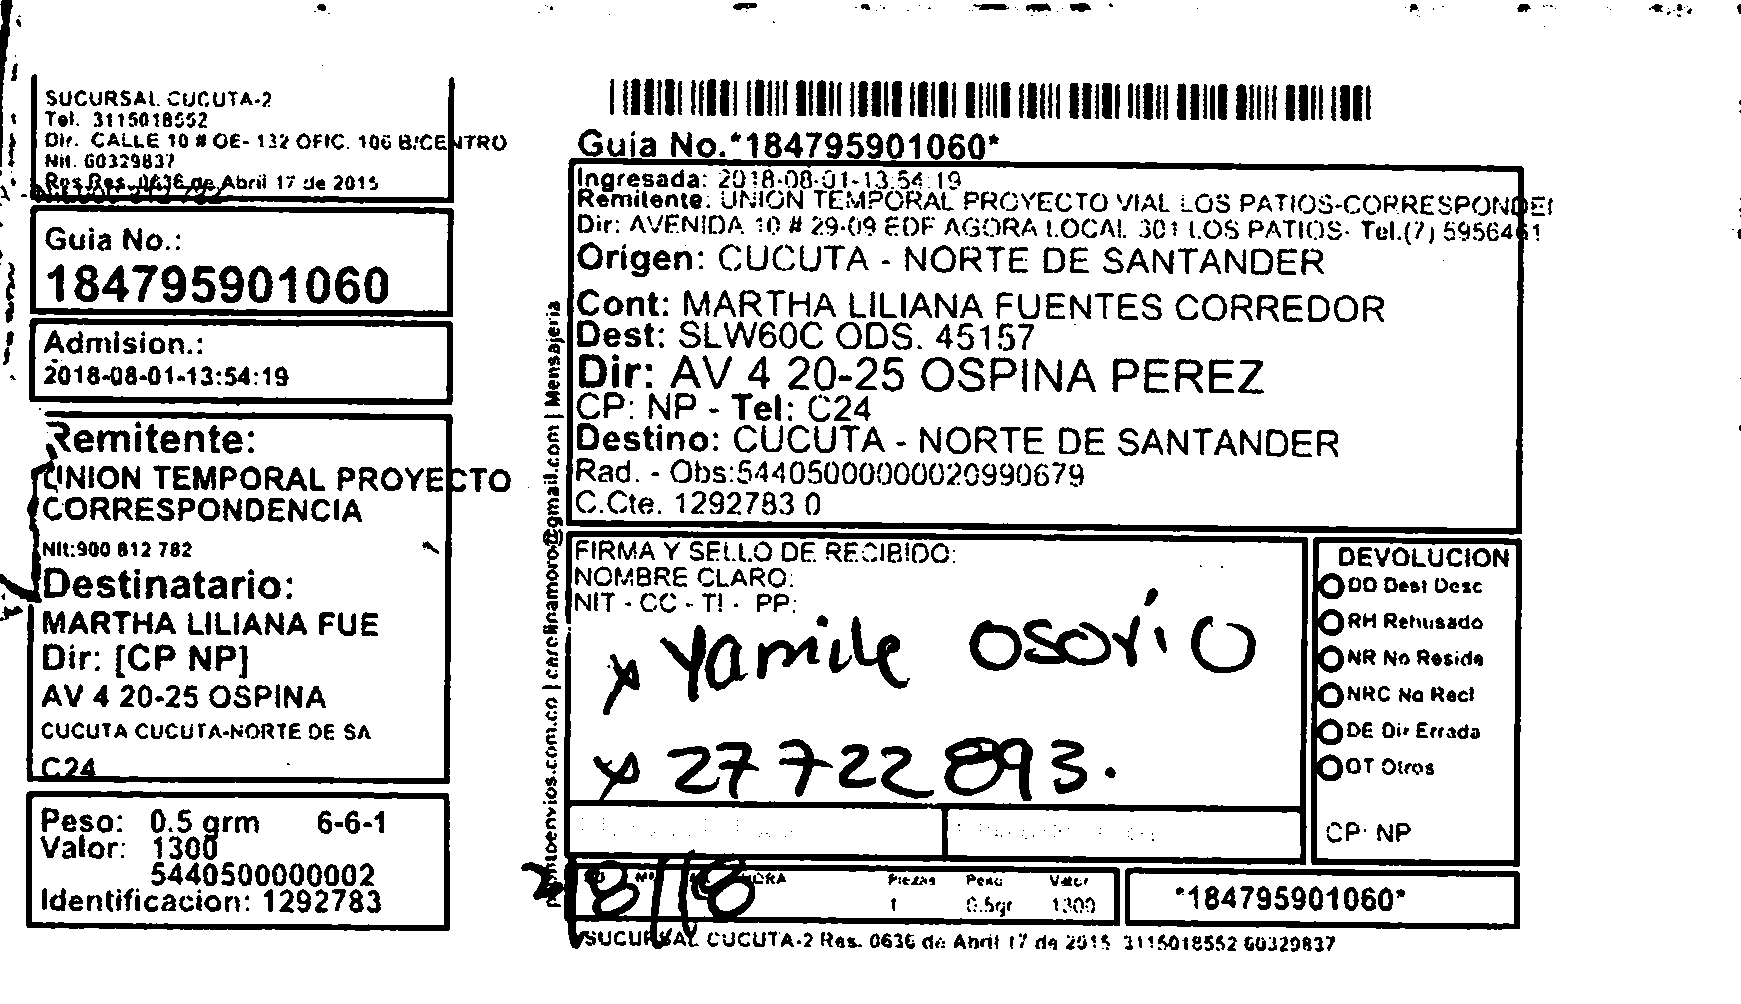 SUCURSAL CUCUTA-2
Tel. 3115018552
Dir. CALLE 10 # OE- 132 OFIC. 106 B/CENTRO
Nit. 60329837
Res.Res. 0636 de Abril 17 de 2015
Guia No.:
184795901060
Admision.:
2018-08-01-13:54:19
Remitente:
UNION TEMPORAL PROYECTO
CORRESPONDENCIA
Nit:900 812 782
Destinatario:
MARTHA LILIANA FUE
Dir: [CP NP]
AV 4 20-25 OSPINA
CUCUTA CUCUTA-NORTE DE SA
C24
Peso: 0.5 grm 6-6-1
Valor: 1300
5440500000002
Identificacion: 1292783
Guia No.*184795901060*
Ingresada: 2018-08-01-13:54:19
Remitente: UNION TEMPORAL PROYECTO VIAL LOS PATIOS-CORRESPONDEI
Dir: AVENIDA 10 # 29-09 EDF AGORA LOCAL 301 LOS PATIOS- Tel.(7) 5956461
Origen: CUCUTA - NORTE DE SANTANDER
Cont: MARTHA LILIANA FUENTES CORREDOR
Dest: SLW60C ODS. 45157
Dir: AV 4 20-25 OSPINA PEREZ
CP: NP - Tel: C24
Destino: CUCUTA - NORTE DE SANTANDER
Rad. - Obs:54405000000020990679
C.Cte. 1292783 0
FIRMA Y SELLO DE RECIBIDO:
NOMBRE CLARO:
NIT - CC - TI - PP:
x Yamile OSORIO
x 27722893.
DEVOLUCION
DD Dest Desc
RH Rehusado
NR No Reside
NRC No Recl
DE Dir Errada
OT Otros
CP: NP
HORA Piezas Peso Valor
1 0.5gr 1300
*184795901060*
SUCURSAL CUCUTA-2 Res. 0636 de Abril 17 de 2015 3115018552 60329837